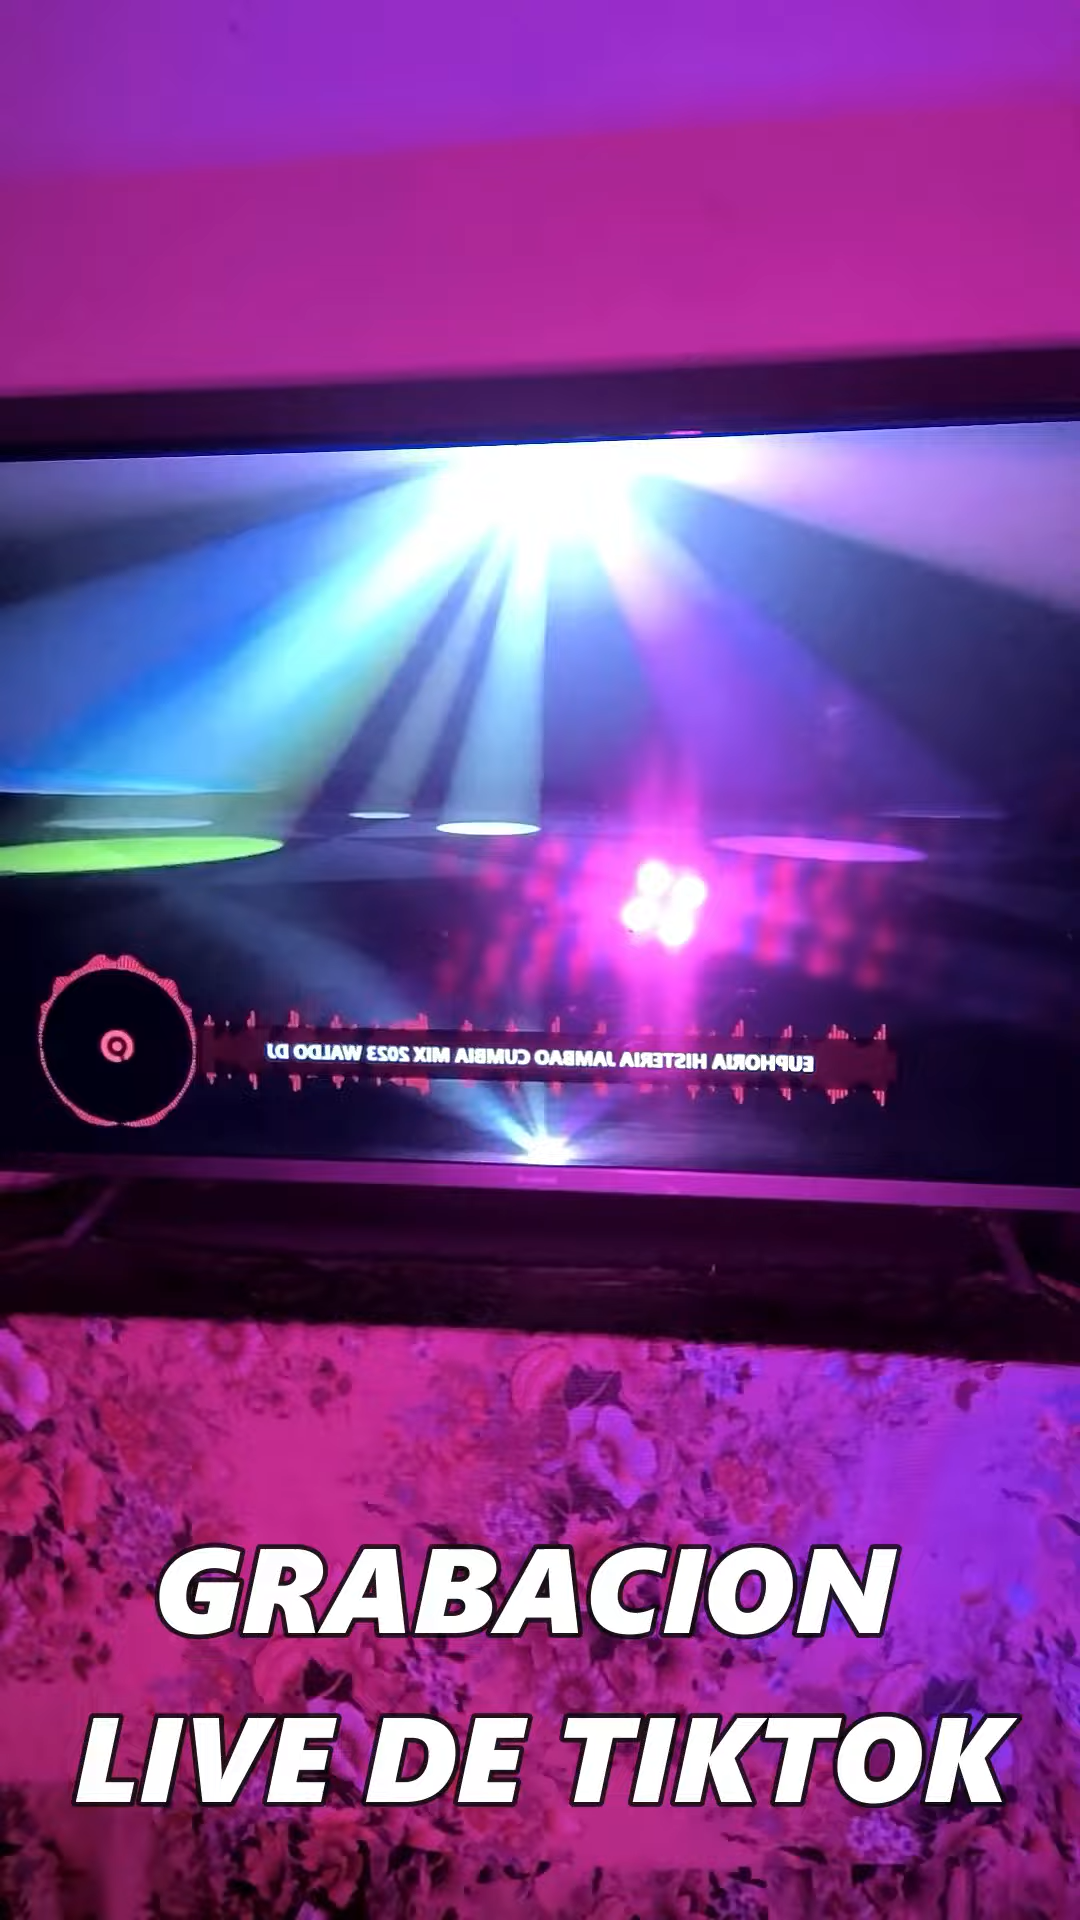 EUPHORIA HISTERIA JAMBAO CUMBIA MIX 2023 WALDO DJ
GRABACION
LIVE DE TIKTOK